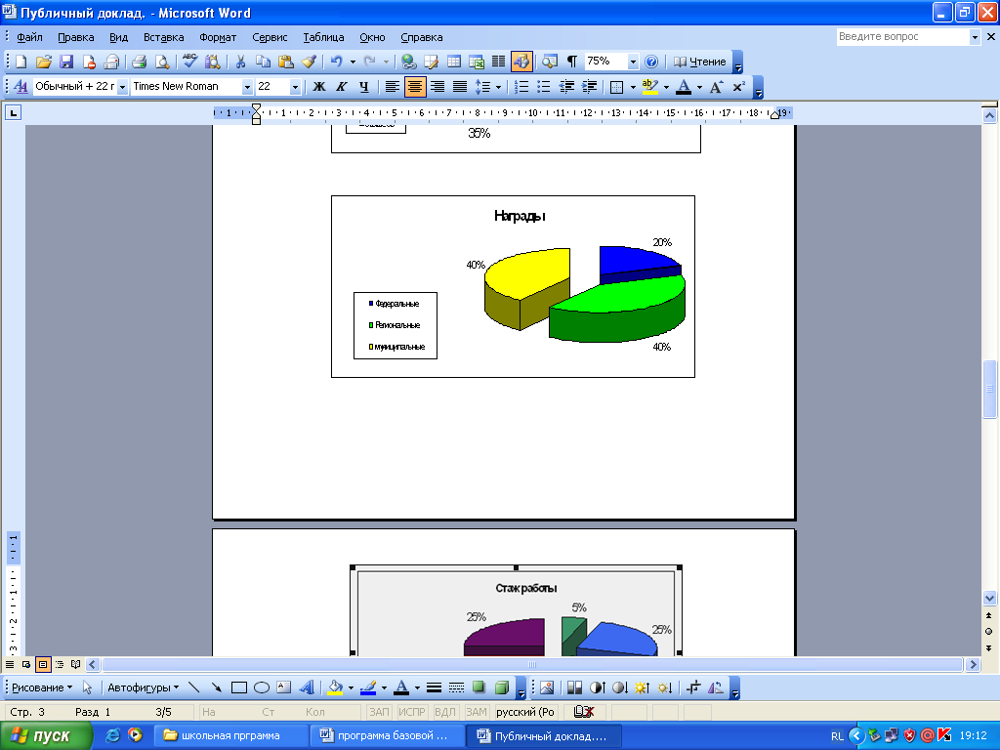 Публичный доклад. - Microsoft Word
Файл Правка Вид Вставка Формат Сервис Таблица Окно Справка Введите вопрос
75% Чтение
Обычный + 22 г Times New Roman 22 Ж К Ч
1 1 2 3 4 5 6 7 8 9 10 11 12 13 14 15 16 17 18 19
35%
Награды
20%
40%
Федеральные
Региональные
муниципальные
40%
Стаж работы
5%
25%
25%
Рисование Автофигуры
Стр. 3 Разд 1 3/5 На Ст Кол ЗАП ИСПР ВДЛ ЗАМ русский (Ро
пуск школьная прграмма программа базовой ... Публичный доклад.... RL 19:12